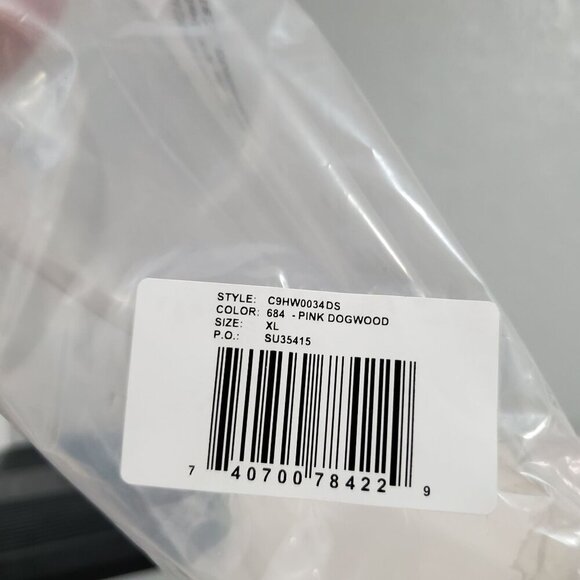 STYLE: C9HW0034DS
COLOR: 684 - PINK DOGWOOD
SIZE: XL
P.O.: SU35415
7 40700 78422 9